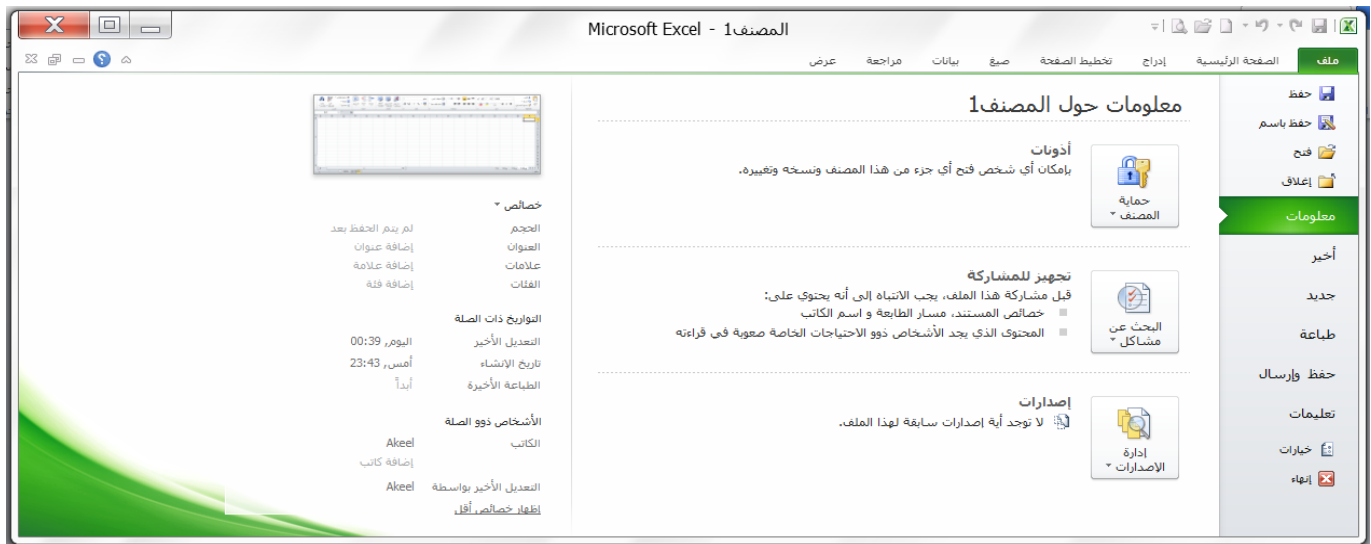 المصنف1 - Microsoft Excel
ملف الصفحة الرئيسية إدراج تخطيط الصفحة صيغ بيانات مراجعة عرض
حفظ
حفظ باسم
فتح
إغلاق
معلومات
أخير
جديد
طباعة
حفظ وإرسال
تعليمات
خيارات
إنهاء
معلومات حول المصنف1
حماية
المصنف
أذونات
بإمكان أي شخص فتح أي جزء من هذا المصنف ونسخه وتغييره.
البحث عن
مشاكل
تجهيز للمشاركة
قبل مشاركة هذا الملف، يجب الانتباه إلى أنه يحتوي على:
خصائص المستند، مسار الطابعة و اسم الكاتب
المحتوى الذي يجد الأشخاص ذوو الاحتياجات الخاصة صعوبة في قراءته
إدارة
الإصدارات
إصدارات
لا توجد أية إصدارات سابقة لهذا الملف.
خصائص
الحجم لم يتم الحفظ بعد
العنوان إضافة عنوان
علامات إضافة علامة
الفئات إضافة فئة
التواريخ ذات الصلة
التعديل الأخير اليوم, 00:39
تاريخ الإنشاء أمس, 23:43
الطباعة الأخيرة أبداً
الأشخاص ذوو الصلة
الكاتب Akeel
إضافة كاتب
التعديل الأخير بواسطة Akeel
إظهار خصائص أقل